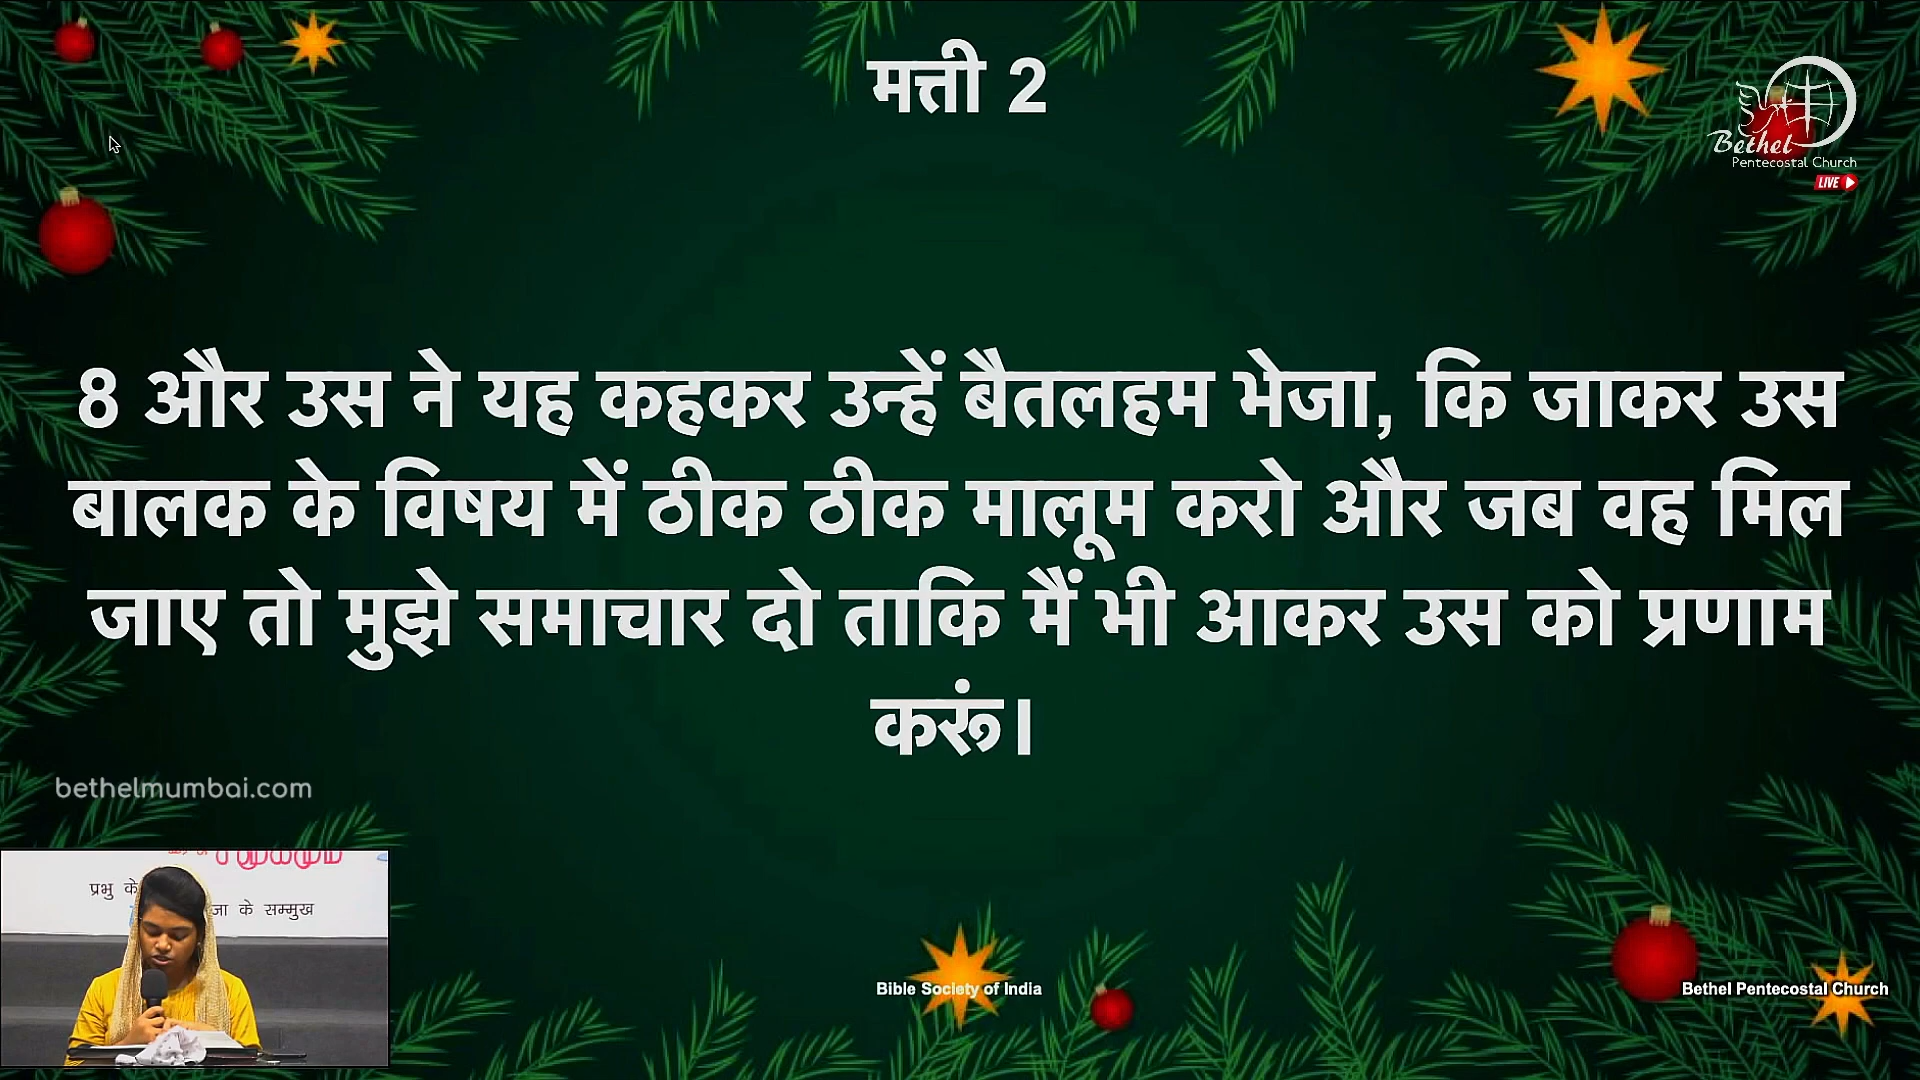 मत्ती 2
Bethel
Pentecostal Church
LIVE
8 और उस ने यह कहकर उन्हें बैतलहम भेजा, कि जाकर उस
बालक के विषय में ठीक ठीक मालूम करो और जब वह मिल
जाए तो मुझे समाचार दो ताकि मैं भी आकर उस को प्रणाम
करूं।
bethelmumbai.com
प्रभु के
के सम्मुख
Bible Society of India
Bethel Pentecostal Church